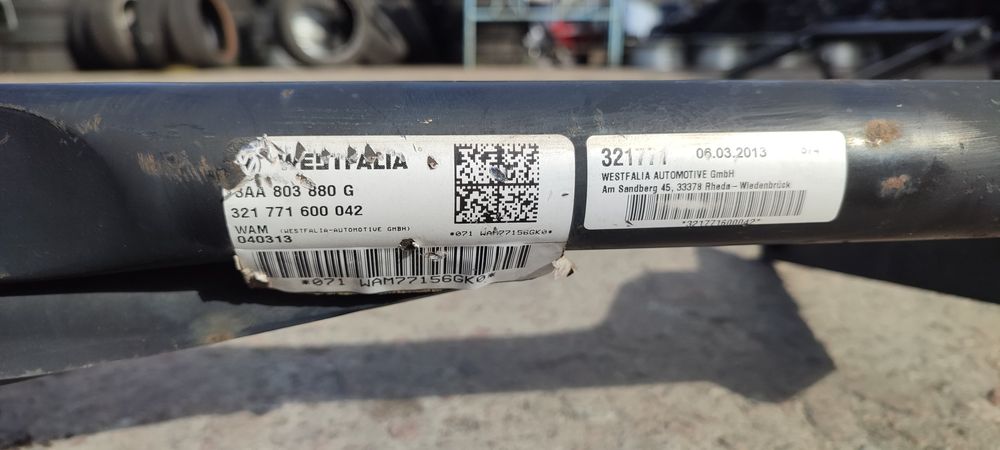 WESTFALIA
3AA 803 880 G
321 771 600 042
WAM (WESTFALIA-AUTOMOTIVE GMBH)
040313
*071 WAM77156GK0*
*071 WAM77156GK0*
321771 06.03.2013
WESTFALIA AUTOMOTIVE GmbH
Am Sandberg 45, 33378 Rheda-Wiedenbrück
*321771600042*